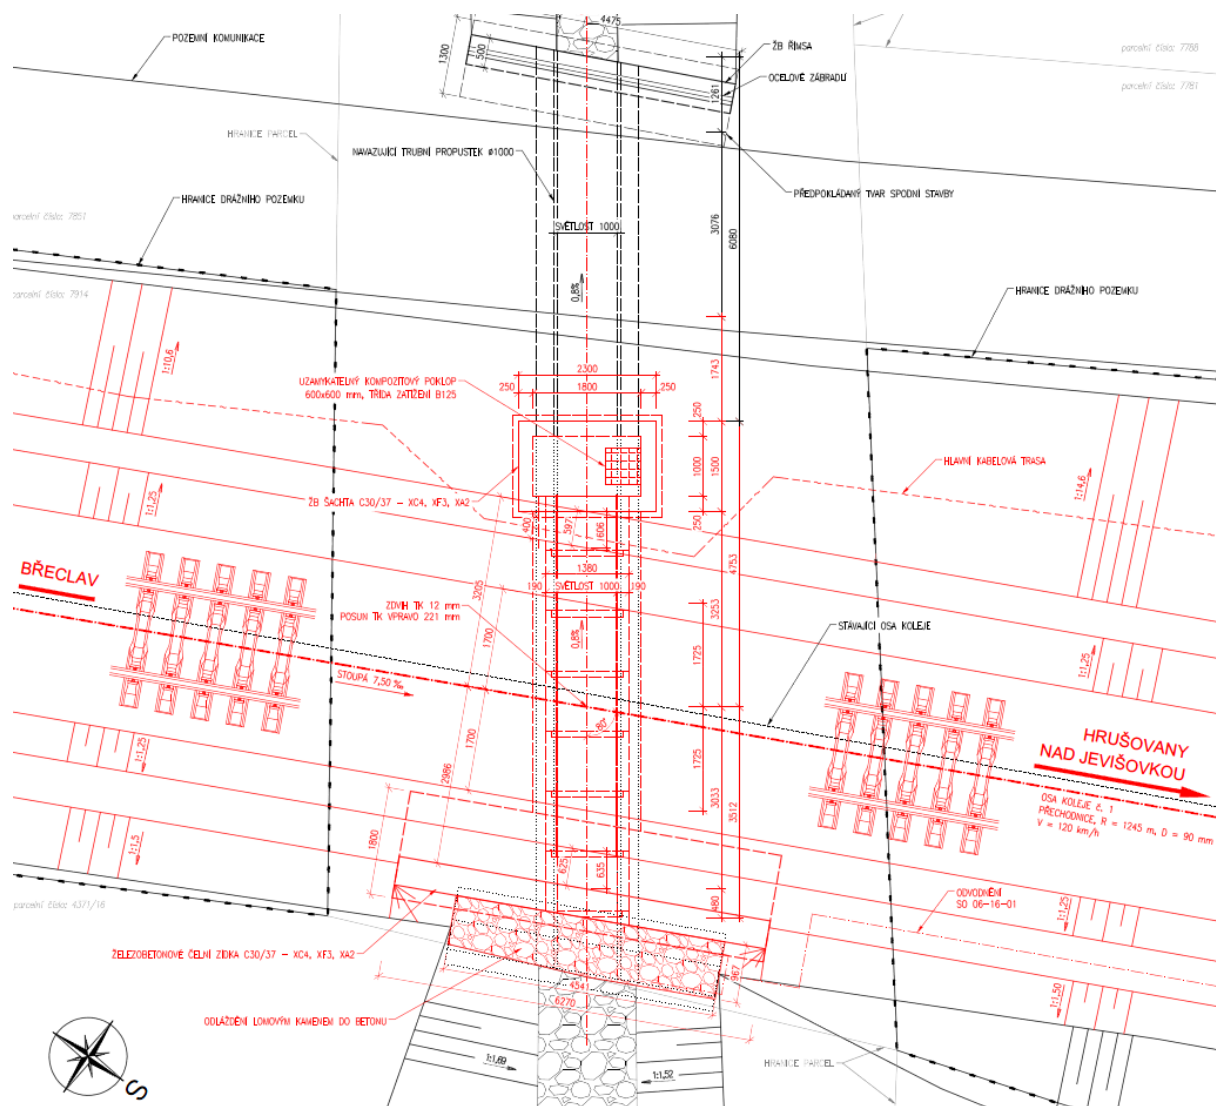 4475
POZEMNÍ KOMUNIKACE
ŽB ŘÍMSA
parcelní číslo: 7788
1300
500
OCELOVÉ ZÁBRADLÍ
parcelní číslo: 7781
1261
HRANICE PARCEL
NAVAZUJÍCÍ TRUBNÍ PROPUSTEK ø1000
HRANICE DRÁŽNÍHO POZEMKU
PŘEDPOKLÁDANÝ TVAR SPODNÍ STAVBY
parcelní číslo: 7851
SVĚTLOST 1000
3076
6080
parcelní číslo: 7914
0,8%
HRANICE DRÁŽNÍHO POZEMKU
1:10,6
1743
2300
UZAMYKATELNÝ KOMPOZITOVÝ POKLOP
600x600 mm, TŘÍDA ZATÍŽENÍ B125
250
1800
250
250
1000
1500
HLAVNÍ KABELOVÁ TRASA
1:14,6
1:1,25
ŽB ŠACHTA C30/37 – XC4, XF3, XA2
400
597
1606
250
4753
BŘECLAV
1380
190
SVĚTLOST 1000
190
3205
ZDVIH TK 12 mm
POSUN TK VPRAVO 221 mm
3253
1700
0,8%
1725
STÁVAJÍCÍ OSA KOLEJE
1:1,25
STOUPÁ 7,50 ‰
HRUŠOVANY
NAD JEVIŠOVKOU
1:1,25
1700
1725
2986
3033
3512
OSA KOLEJE č. 1
PŘECHODNICE, R = 1245 m, D = 90 mm
V = 120 km/h
1:1,5
1800
625
635
480
ODVODNĚNÍ
SO 06-16-01
1:1,25
parcelní číslo: 4371/16
ŽELEZOBETONOVÉ ČELNÍ ZÍDKA C30/37 – XC4, XF3, XA2
967
4541
6270
1:1,50
ODLÁŽDĚNÍ LOMOVÝM KAMENEM DO BETONU
1:1,69
1:1,52
HRANICE PARCEL
S